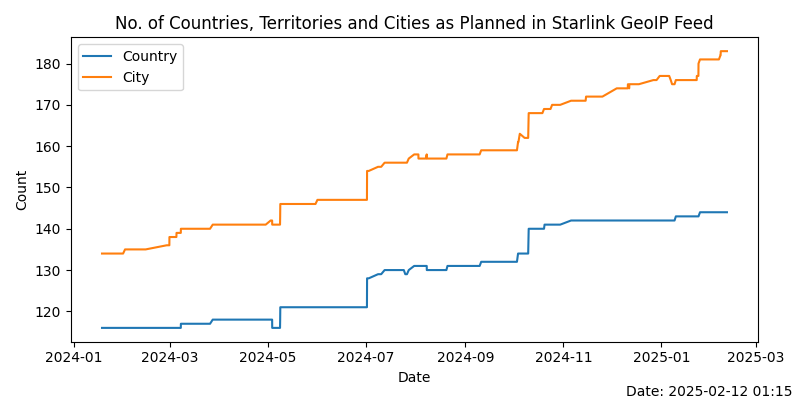 No. of Countries, Territories and Cities as Planned in Starlink GeoIP Feed
Country
City
Count
180
170
160
150
140
130
120
2024-01 2024-03 2024-05 2024-07 2024-09 2024-11 2025-01 2025-03
Date
Date: 2025-02-12 01:15